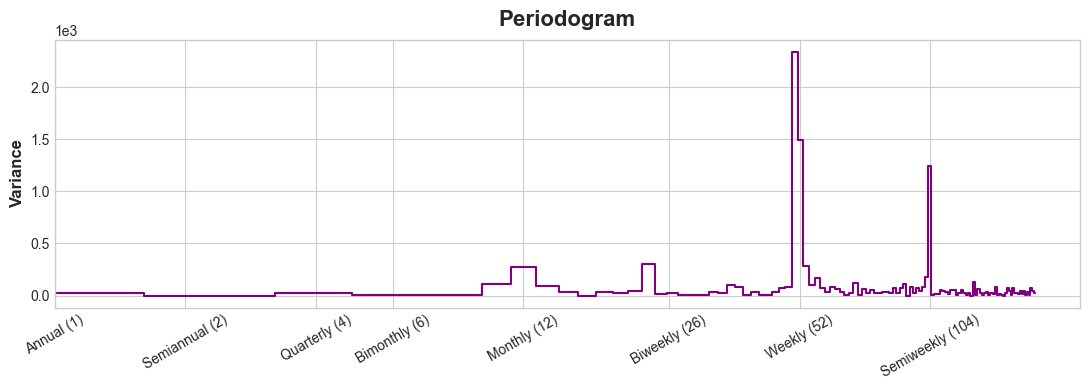 Periodogram
1e3
Variance
2.0
1.5
1.0
0.5
0.0
Annual (1)
Semiannual (2)
Quarterly (4)
Bimonthly (6)
Monthly (12)
Biweekly (26)
Weekly (52)
Semiweekly (104)